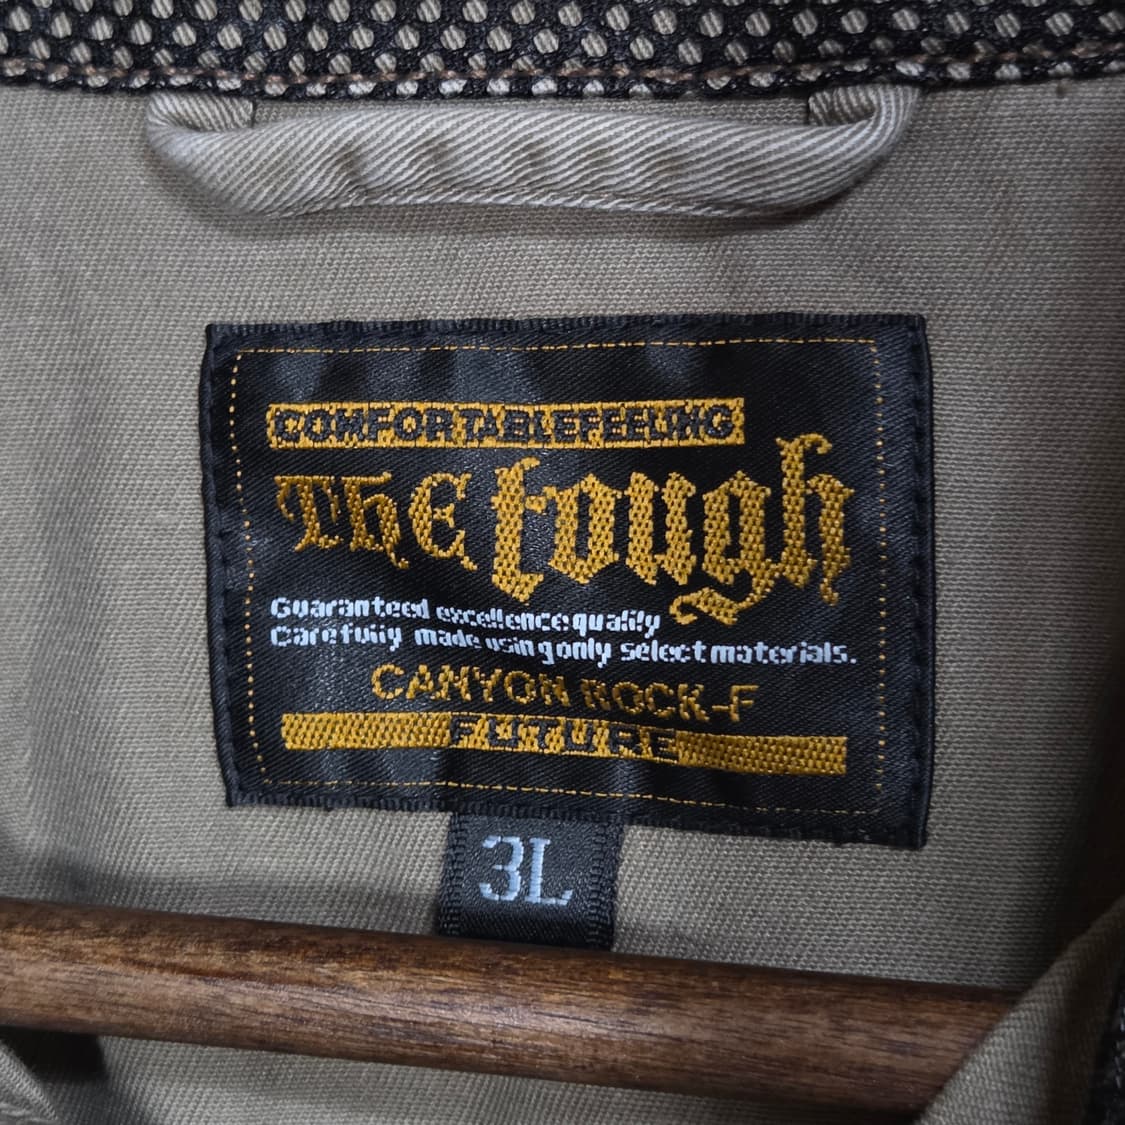 COMFORTABLEFEELING
ThE tough
Guaranteed excellence quality
Carefully made using only select materials.
CANYON ROCK-F
FUTURE
3L